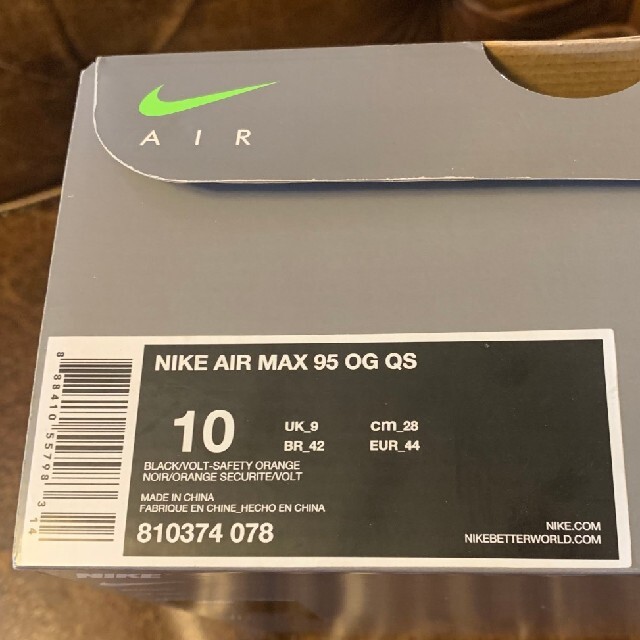 AIR
NIKE AIR MAX 95 OG QS
10
UK_9 cm_28
BR_42 EUR_44
BLACK/VOLT-SAFETY ORANGE
NOIR/ORANGE SECURITE/VOLT
MADE IN CHINA
FABRIQUE EN CHINE_HECHO EN CHINA
810374 078
NIKE.COM
NIKEBETTERWORLD.COM
8 88410 55798 3 14
NIKE